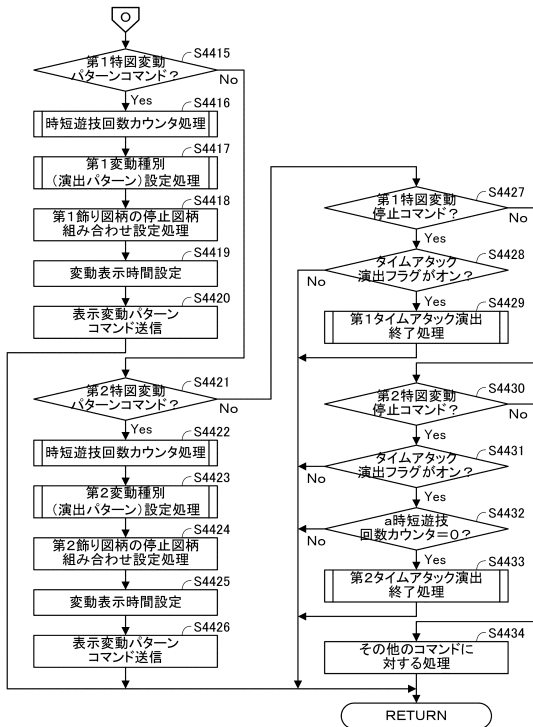 O
S4415
第1特図変動
パターンコマンド?
No
Yes
S4416
時短遊技回数カウンタ処理
S4417
第1変動種別
(演出パターン)設定処理
S4418
第1飾り図柄の停止図柄
組み合わせ設定処理
S4419
変動表示時間設定
S4420
表示変動パターン
コマンド送信
S4421
第2特図変動
パターンコマンド?
No
Yes
S4422
時短遊技回数カウンタ処理
S4423
第2変動種別
(演出パターン)設定処理
S4424
第2飾り図柄の停止図柄
組み合わせ設定処理
S4425
変動表示時間設定
S4426
表示変動パターン
コマンド送信
S4427
第1特図変動
停止コマンド?
No
Yes
S4428
タイムアタック
演出フラグがオン?
No
Yes
S4429
第1タイムアタック演出
終了処理
S4430
第2特図変動
停止コマンド?
No
Yes
S4431
タイムアタック
演出フラグがオン?
No
Yes
S4432
a時短遊技
回数カウンタ=0?
No
Yes
S4433
第2タイムアタック演出
終了処理
S4434
その他のコマンドに
対する処理
RETURN